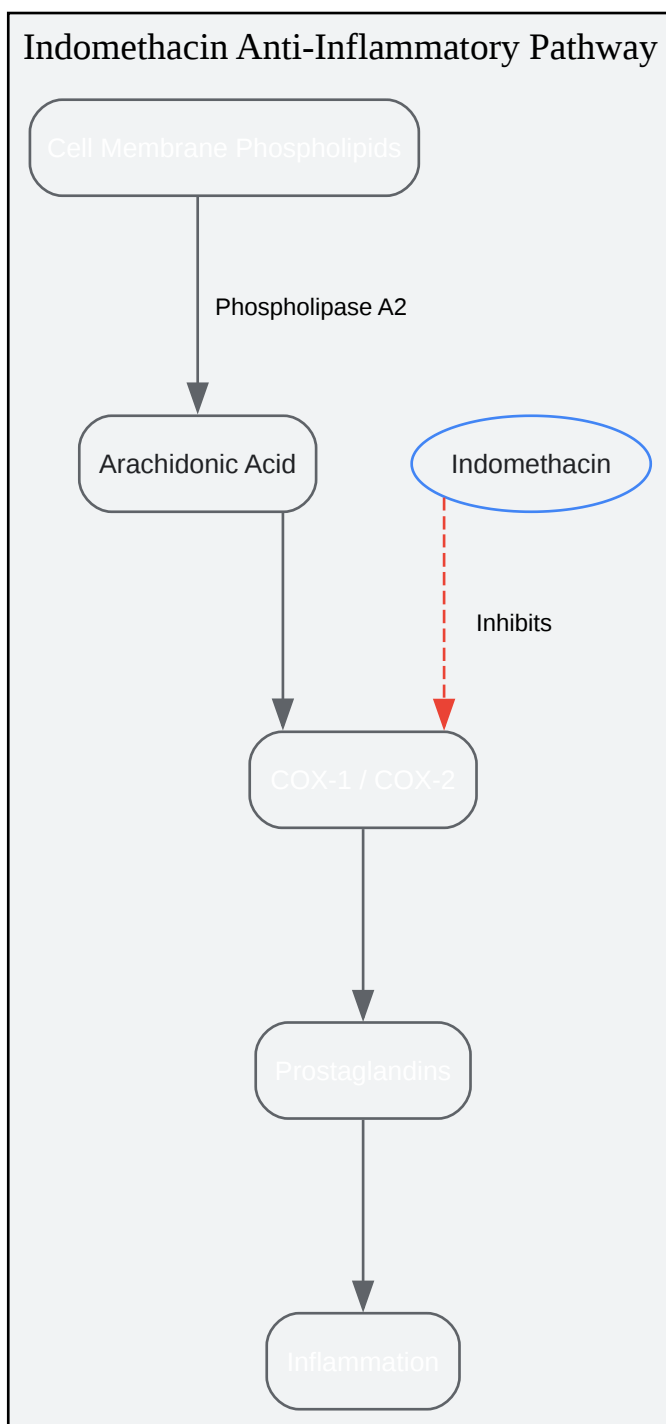 Indomethacin Anti-Inflammatory Pathway
Cell Membrane Phospholipids
Phospholipase A2
Arachidonic Acid
Indomethacin
Inhibits
COX-1 / COX-2
Prostaglandins
Inflammation